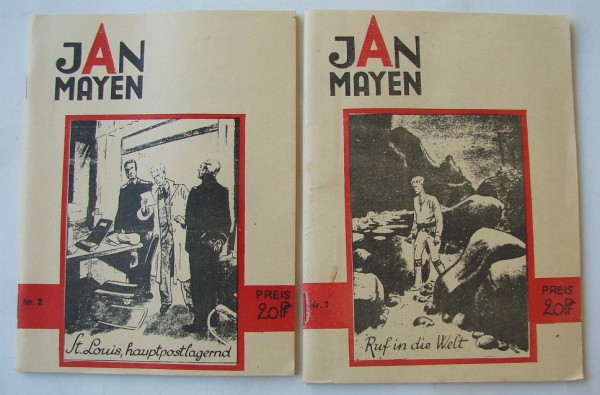 JAN
MAYEN
Nr. 2
PREIS
20 Pf
St. Louis, hauptpostlagernd
JAN
MAYEN
Nr. 1
PREIS
20 Pf
Ruf in die Welt